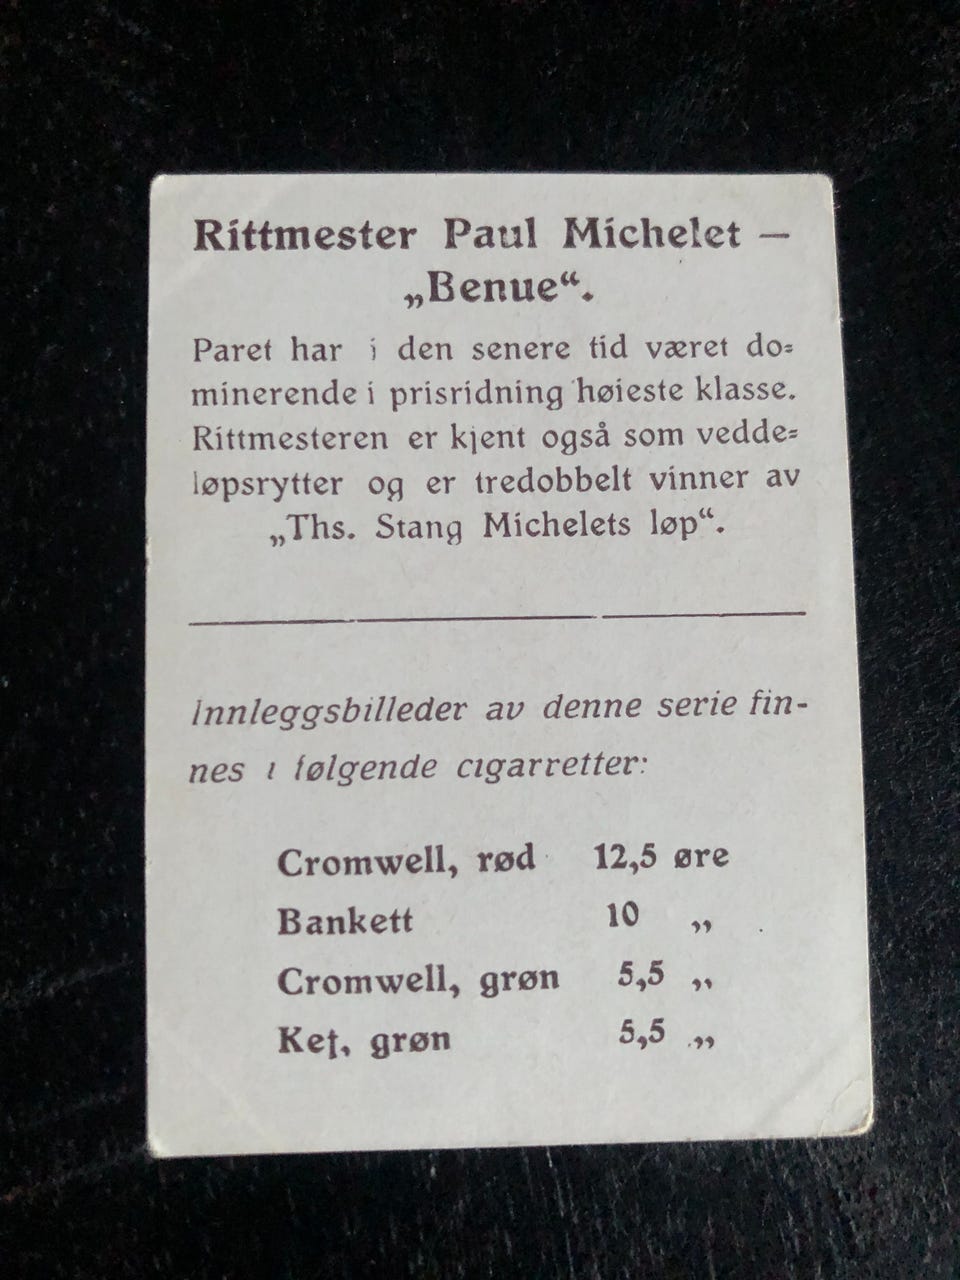 Rittmester Paul Michelet —
„Benue“.
Paret har i den senere tid været do=
minerende i prisridning høieste klasse.
Rittmesteren er kjent også som vedde=
løpsrytter og er tredobbelt vinner av
„Ths. Stang Michelets løp“.
Innleggsbilleder av denne serie fin-
nes i følgende cigarretter:
Cromwell, rød 12,5 øre
Bankett 10 „
Cromwell, grøn 5,5 „
Kej, grøn 5,5 „